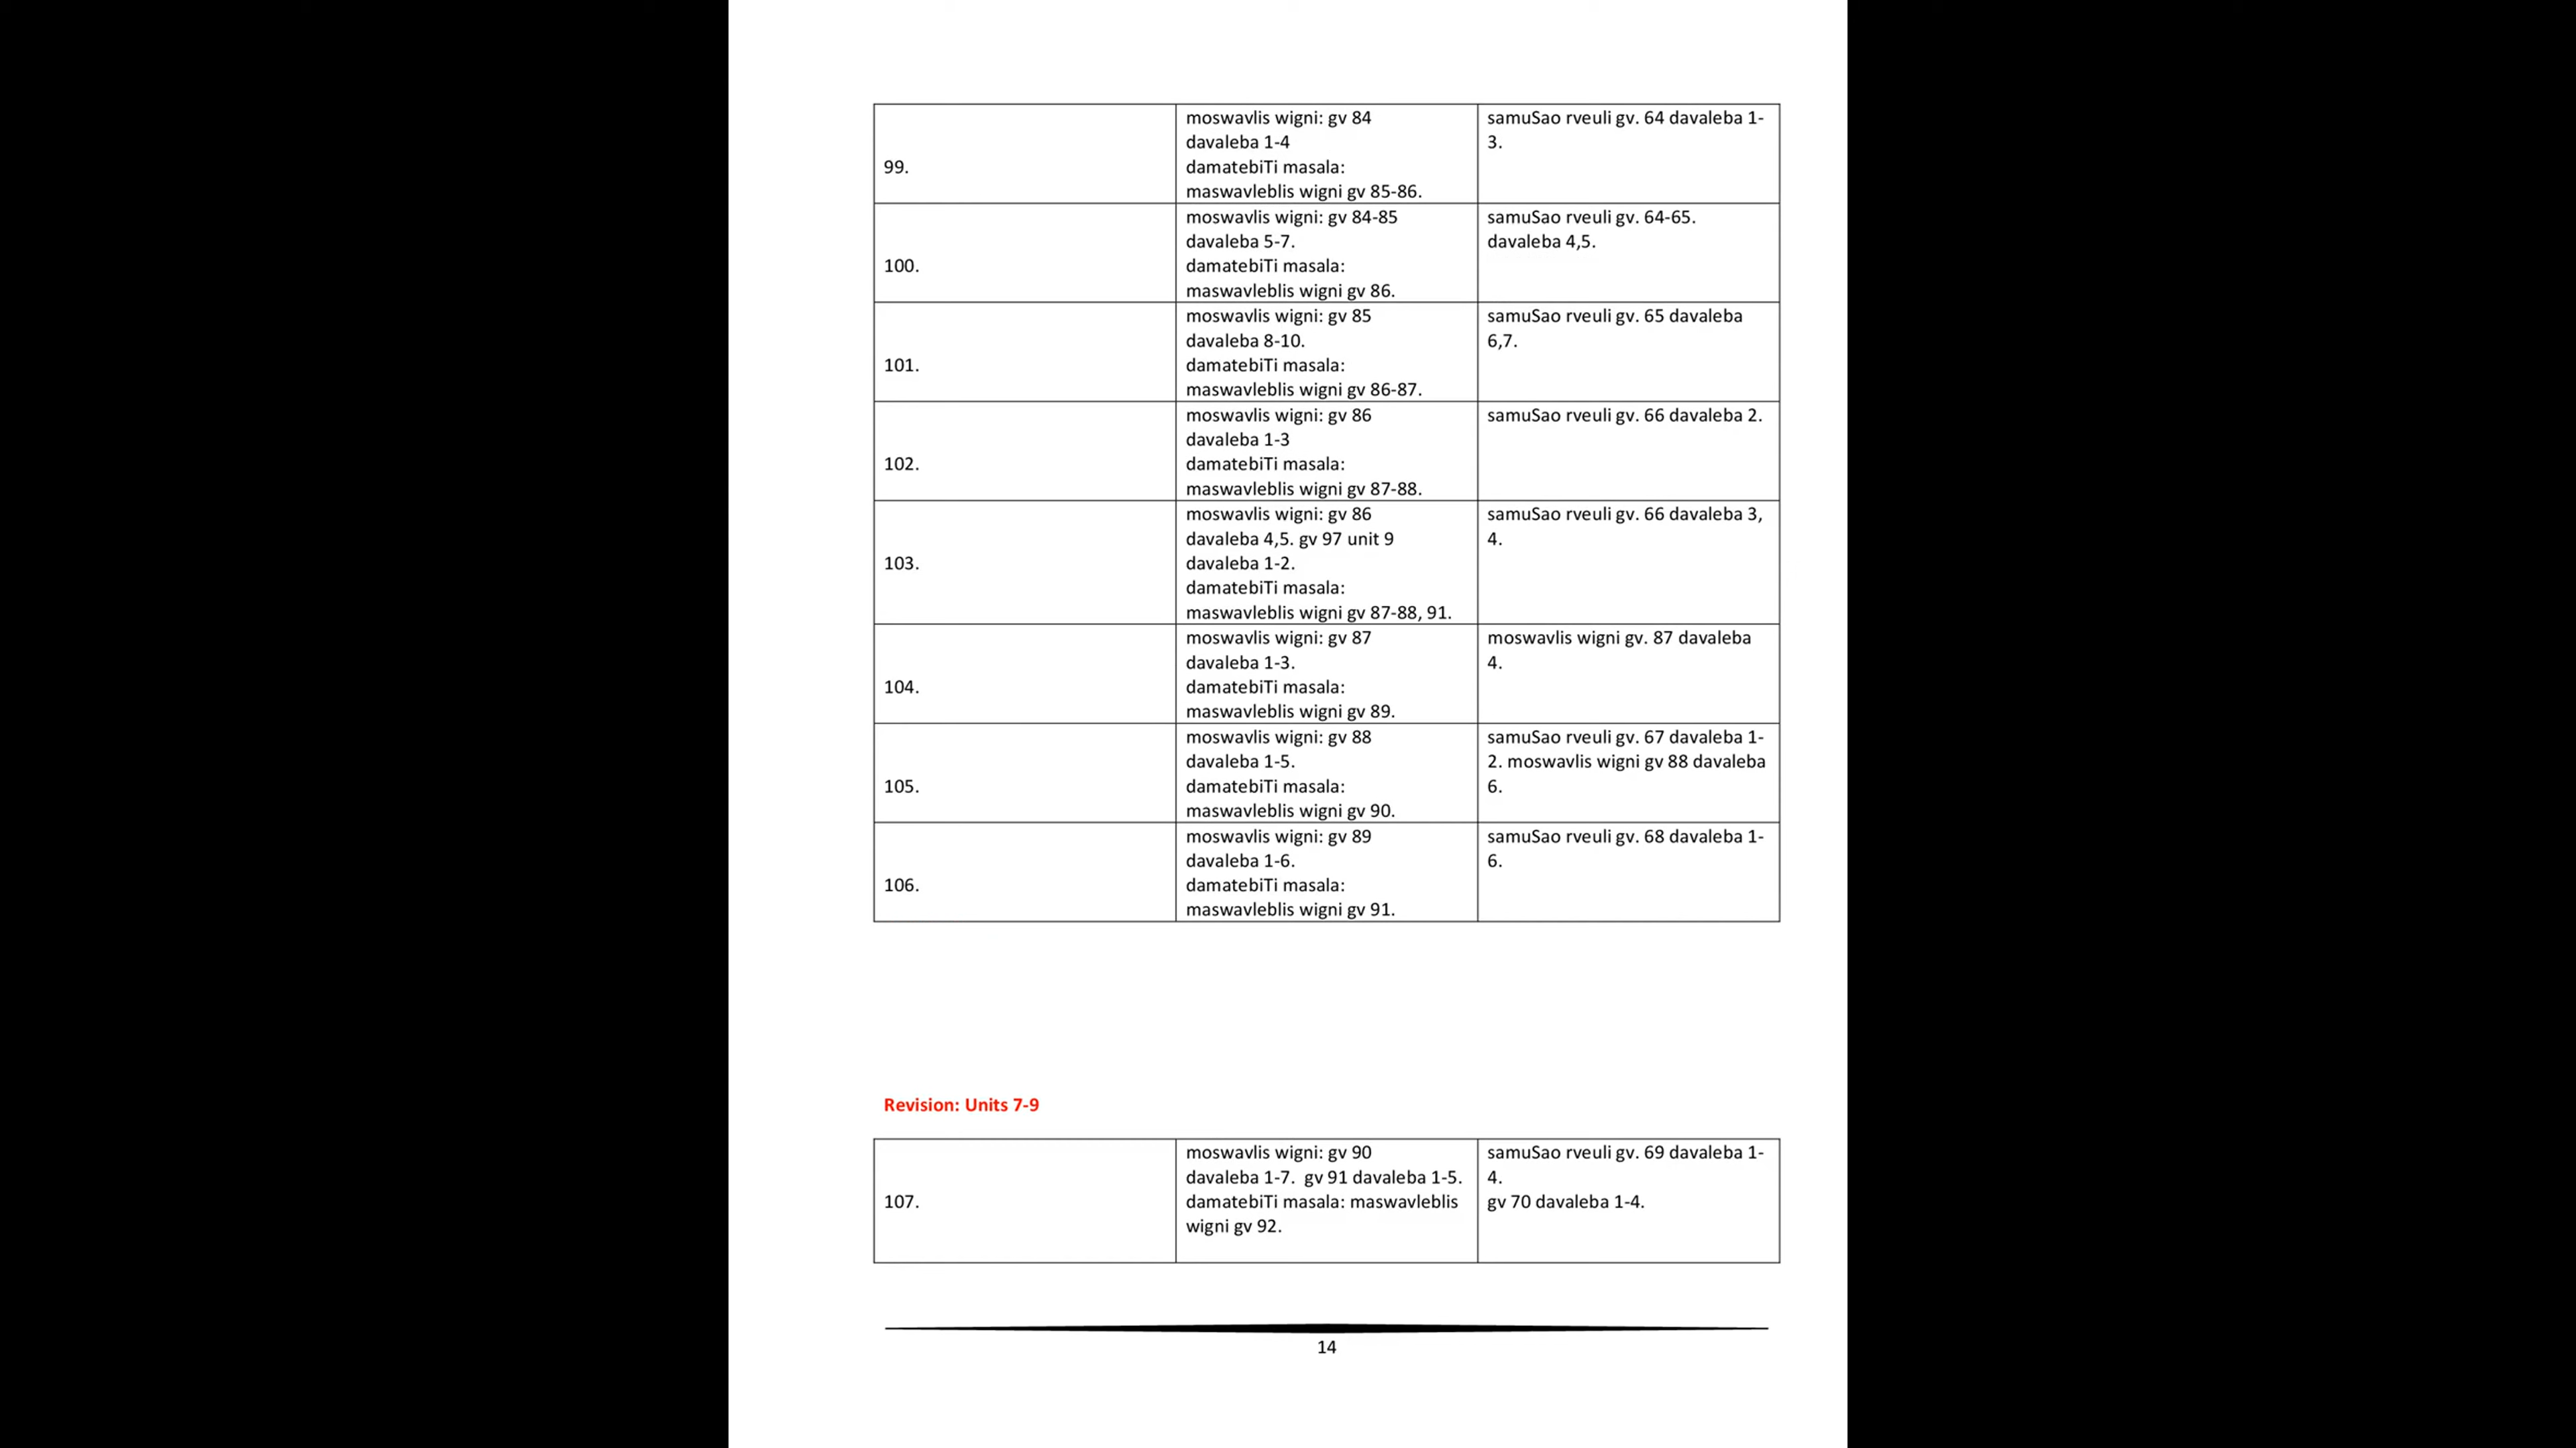 moswavlis wigni: gv 84
davaleba 1-4
99.
damatebiTi masala:
maswavleblis wigni gv 85-86.
samuSao rveuli gv. 64 davaleba 1-
3.
moswavlis wigni: gv 84-85
davaleba 5-7.
100.
damatebiTi masala:
maswavleblis wigni gv 86.
samuSao rveuli gv. 64-65.
davaleba 4,5.
moswavlis wigni: gv 85
davaleba 8-10.
101.
damatebiTi masala:
maswavleblis wigni gv 86-87.
samuSao rveuli gv. 65 davaleba
6,7.
moswavlis wigni: gv 86
davaleba 1-3
102.
damatebiTi masala:
maswavleblis wigni gv 87-88.
samuSao rveuli gv. 66 davaleba 2.
moswavlis wigni: gv 86
davaleba 4,5. gv 97 unit 9
103.
davaleba 1-2.
damatebiTi masala:
maswavleblis wigni gv 87-88, 91.
samuSao rveuli gv. 66 davaleba 3,
4.
moswavlis wigni: gv 87
davaleba 1-3.
104.
damatebiTi masala:
maswavleblis wigni gv 89.
moswavlis wigni gv. 87 davaleba
4.
moswavlis wigni: gv 88
davaleba 1-5.
105.
damatebiTi masala:
maswavleblis wigni gv 90.
samuSao rveuli gv. 67 davaleba 1-
2. moswavlis wigni gv 88 davaleba
6.
moswavlis wigni: gv 89
davaleba 1-6.
106.
damatebiTi masala:
maswavleblis wigni gv 91.
samuSao rveuli gv. 68 davaleba 1-
6.
Revision: Units 7-9
moswavlis wigni: gv 90
davaleba 1-7. gv 91 davaleba 1-5.
107.
damatebiTi masala: maswavleblis
wigni gv 92.
samuSao rveuli gv. 69 davaleba 1-
4.
gv 70 davaleba 1-4.
14